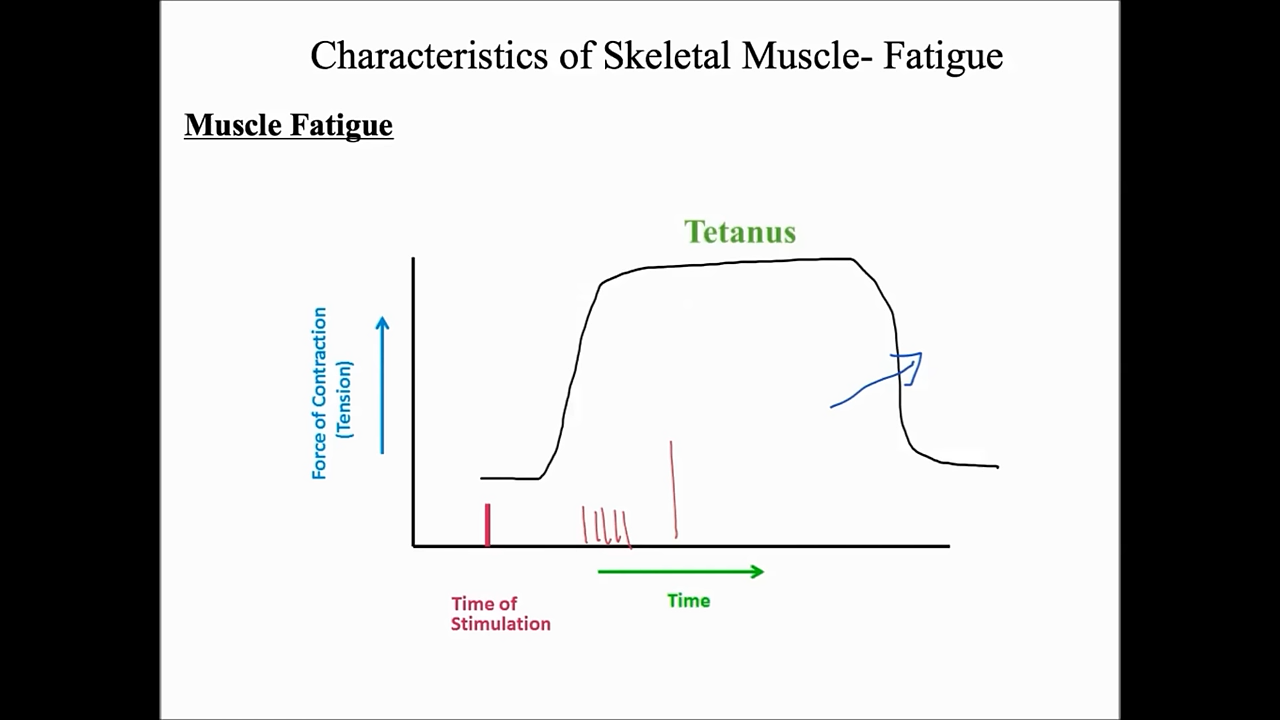 Characteristics of Skeletal Muscle- Fatigue
Muscle Fatigue
Tetanus
Force of Contraction
(Tension)
Time of
Stimulation
Time